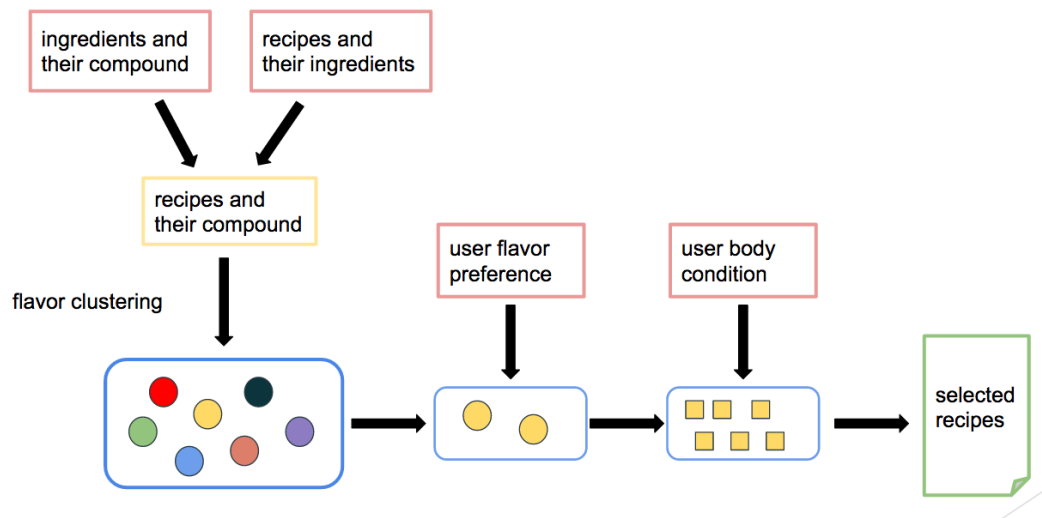 ingredients and
their compound
recipes and
their ingredients
recipes and
their compound
flavor clustering
user flavor
preference
user body
condition
selected
recipes